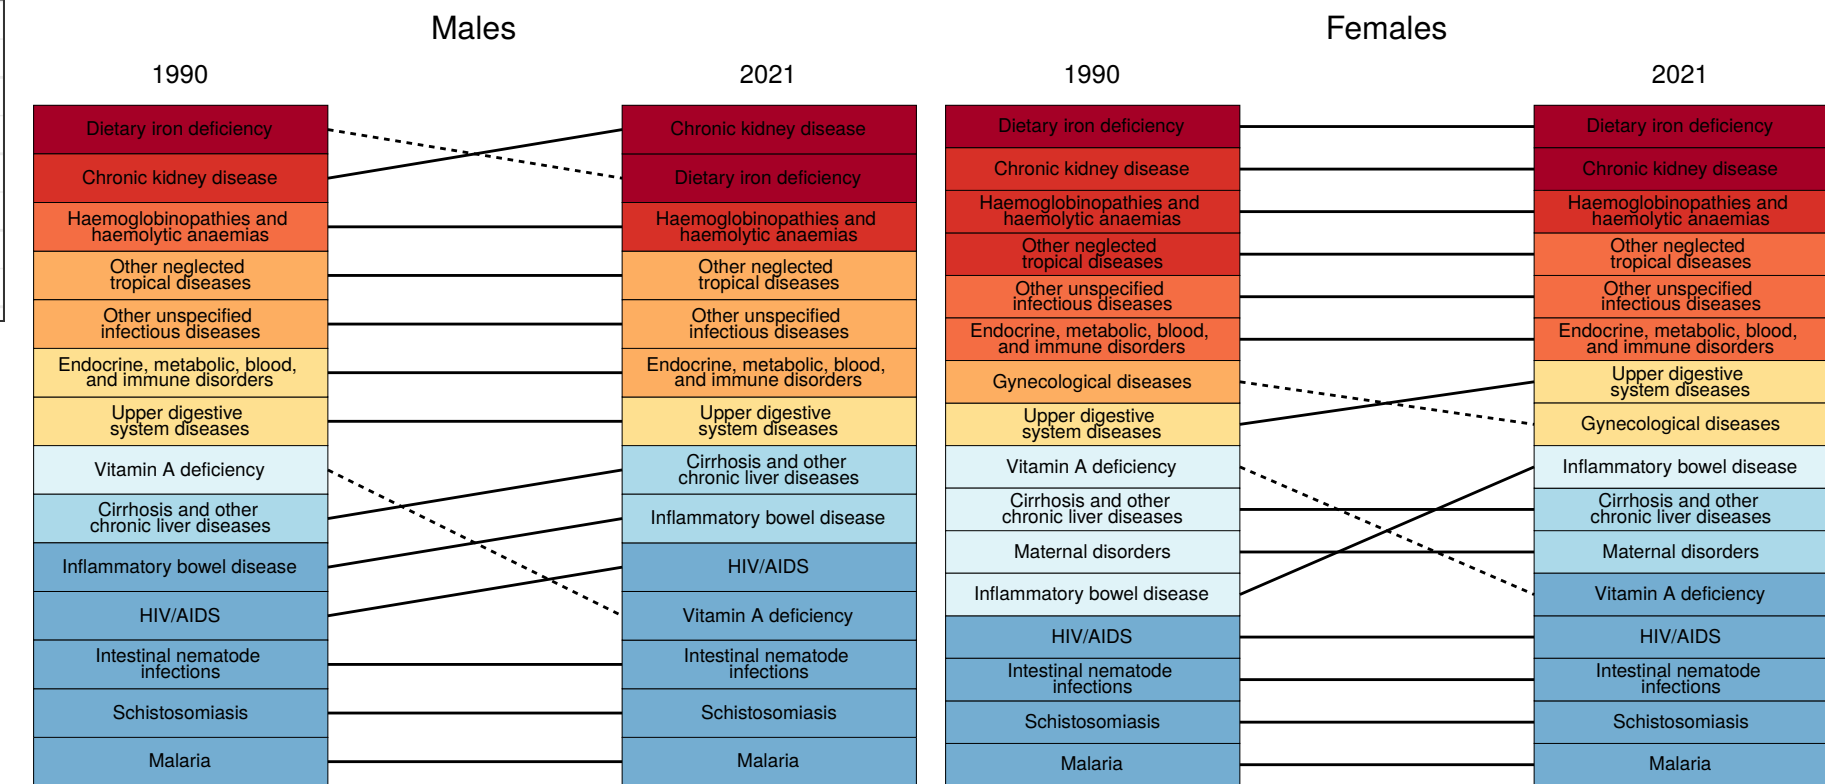 Males
1990
2021
Dietary iron deficiency
Chronic kidney disease
Haemoglobinopathies and
haemolytic anaemias
Other neglected
tropical diseases
Other unspecified
infectious diseases
Endocrine, metabolic, blood,
and immune disorders
Upper digestive
system diseases
Vitamin A deficiency
Cirrhosis and other
chronic liver diseases
Inflammatory bowel disease
HIV/AIDS
Intestinal nematode
infections
Schistosomiasis
Malaria
Chronic kidney disease
Dietary iron deficiency
Haemoglobinopathies and
haemolytic anaemias
Other neglected
tropical diseases
Other unspecified
infectious diseases
Endocrine, metabolic, blood,
and immune disorders
Upper digestive
system diseases
Cirrhosis and other
chronic liver diseases
Inflammatory bowel disease
HIV/AIDS
Vitamin A deficiency
Intestinal nematode
infections
Schistosomiasis
Malaria
Females
1990
2021
Dietary iron deficiency
Chronic kidney disease
Haemoglobinopathies and
haemolytic anaemias
Other neglected
tropical diseases
Other unspecified
infectious diseases
Endocrine, metabolic, blood,
and immune disorders
Gynecological diseases
Upper digestive
system diseases
Vitamin A deficiency
Cirrhosis and other
chronic liver diseases
Maternal disorders
Inflammatory bowel disease
HIV/AIDS
Intestinal nematode
infections
Schistosomiasis
Malaria
Dietary iron deficiency
Chronic kidney disease
Haemoglobinopathies and
haemolytic anaemias
Other neglected
tropical diseases
Other unspecified
infectious diseases
Endocrine, metabolic, blood,
and immune disorders
Upper digestive
system diseases
Gynecological diseases
Inflammatory bowel disease
Cirrhosis and other
chronic liver diseases
Maternal disorders
Vitamin A deficiency
HIV/AIDS
Intestinal nematode
infections
Schistosomiasis
Malaria